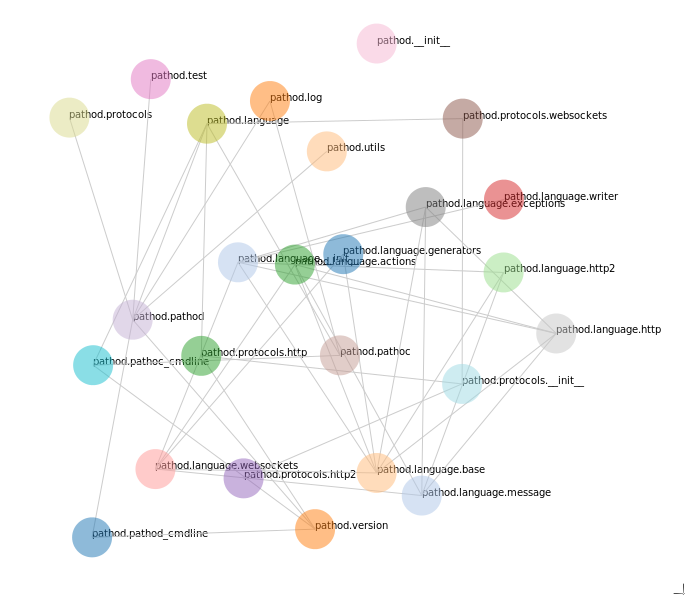 pathod.__init__
pathod.test
pathod.log
pathod.protocols
pathod.language
pathod.protocols.websockets
pathod.utils
pathod.language.writer
pathod.language.exceptions
pathod.language.generators
pathod.language.__init__
pathod.language.actions
pathod.language.http2
pathod.pathod
pathod.language.http
pathod.protocols.http
pathod.pathoc
pathod.pathoc_cmdline
pathod.protocols.__init__
pathod.language.websockets
pathod.language.base
pathod.protocols.http2
pathod.language.message
pathod.version
pathod.pathod_cmdline